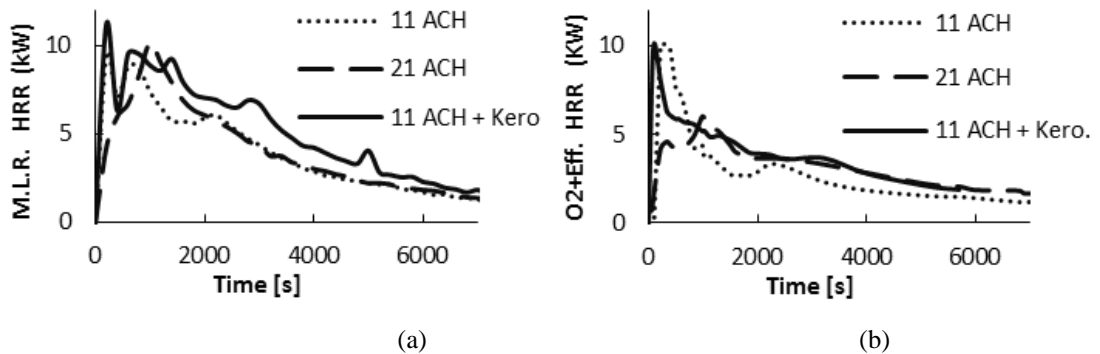 M.L.R. HRR (kW)
10
5
0
0 2000 4000 6000
Time [s]
11 ACH
21 ACH
11 ACH + Kero
(a)
O2+Eff. HRR (KW)
10
5
0
0 2000 4000 6000
Time [s]
11 ACH
21 ACH
11 ACH + Kero.
(b)